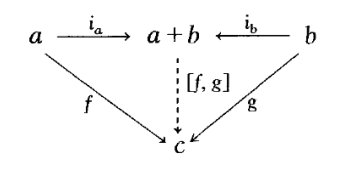 a i_a a + b i_b b
[f, g]
f g
c